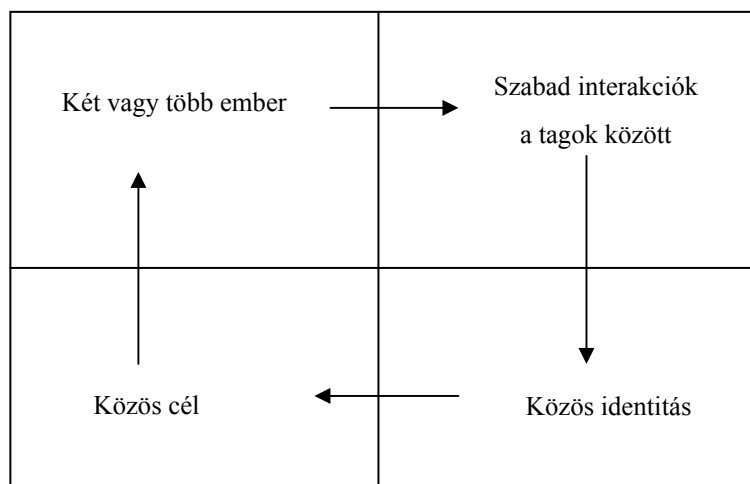 Két vagy több ember
Szabad interakciók
a tagok között
Közös cél
Közös identitás